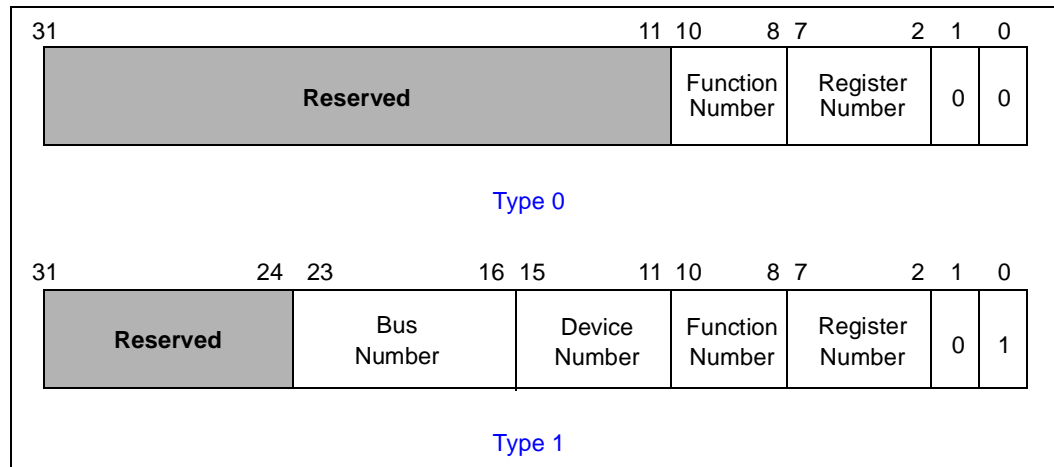 31 11 10 8 7 2 1 0
Reserved Function Number Register Number 0 0
Type 0
31 24 23 16 15 11 10 8 7 2 1 0
Reserved Bus Number Device Number Function Number Register Number 0 1
Type 1